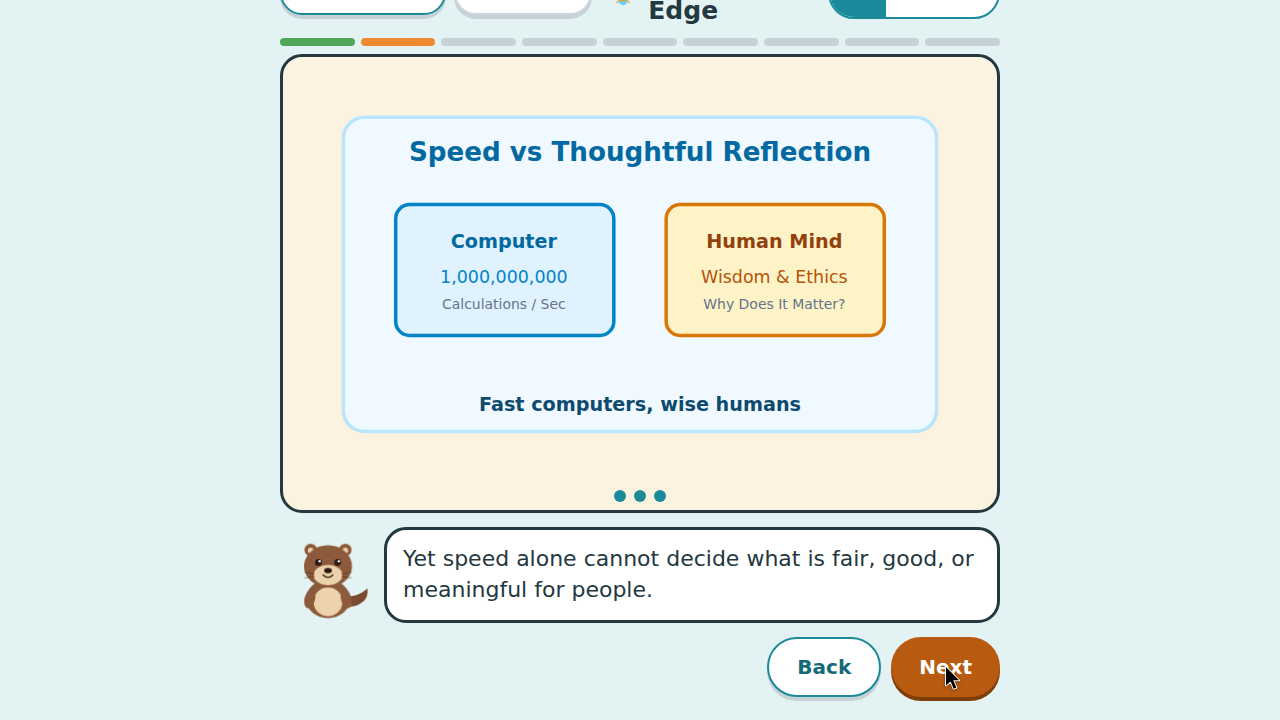 Edge
Speed vs Thoughtful Reflection
Computer
1,000,000,000
Calculations / Sec
Human Mind
Wisdom & Ethics
Why Does It Matter?
Fast computers, wise humans
Yet speed alone cannot decide what is fair, good, or
meaningful for people.
Back
Next